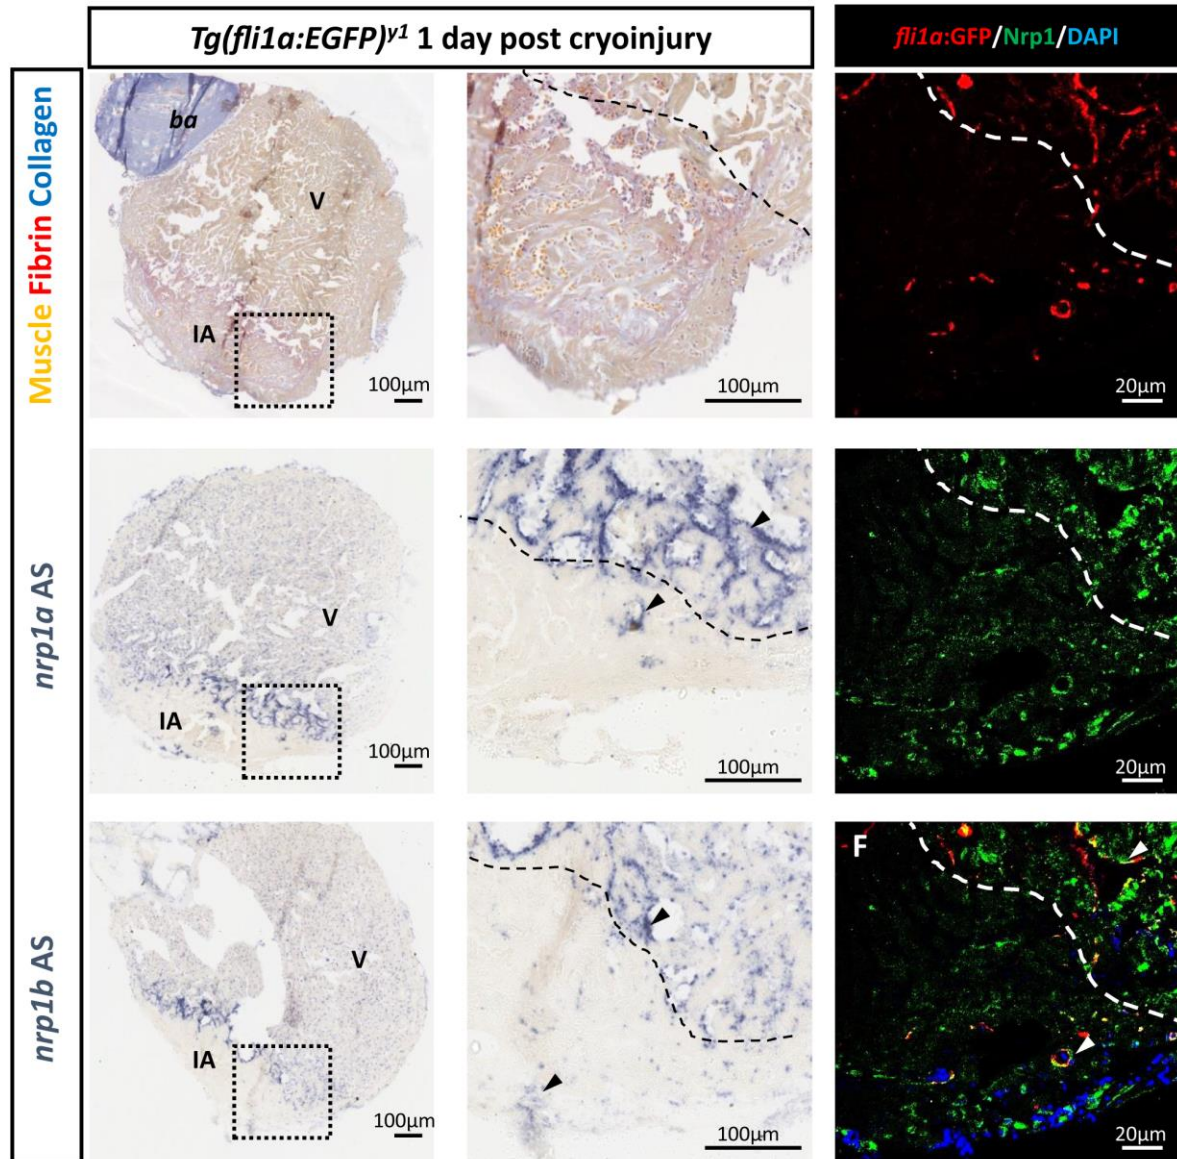 Tg(fli1a:EGFP)y1 1 day post cryoinjury
fli1a:GFP/Nrp1/DAPI
Muscle Fibrin Collagen
ba
V
IA
100µm
100µm
20µm
nrp1a AS
V
IA
100µm
100µm
20µm
nrp1b AS
V
IA
100µm
100µm
F
20µm